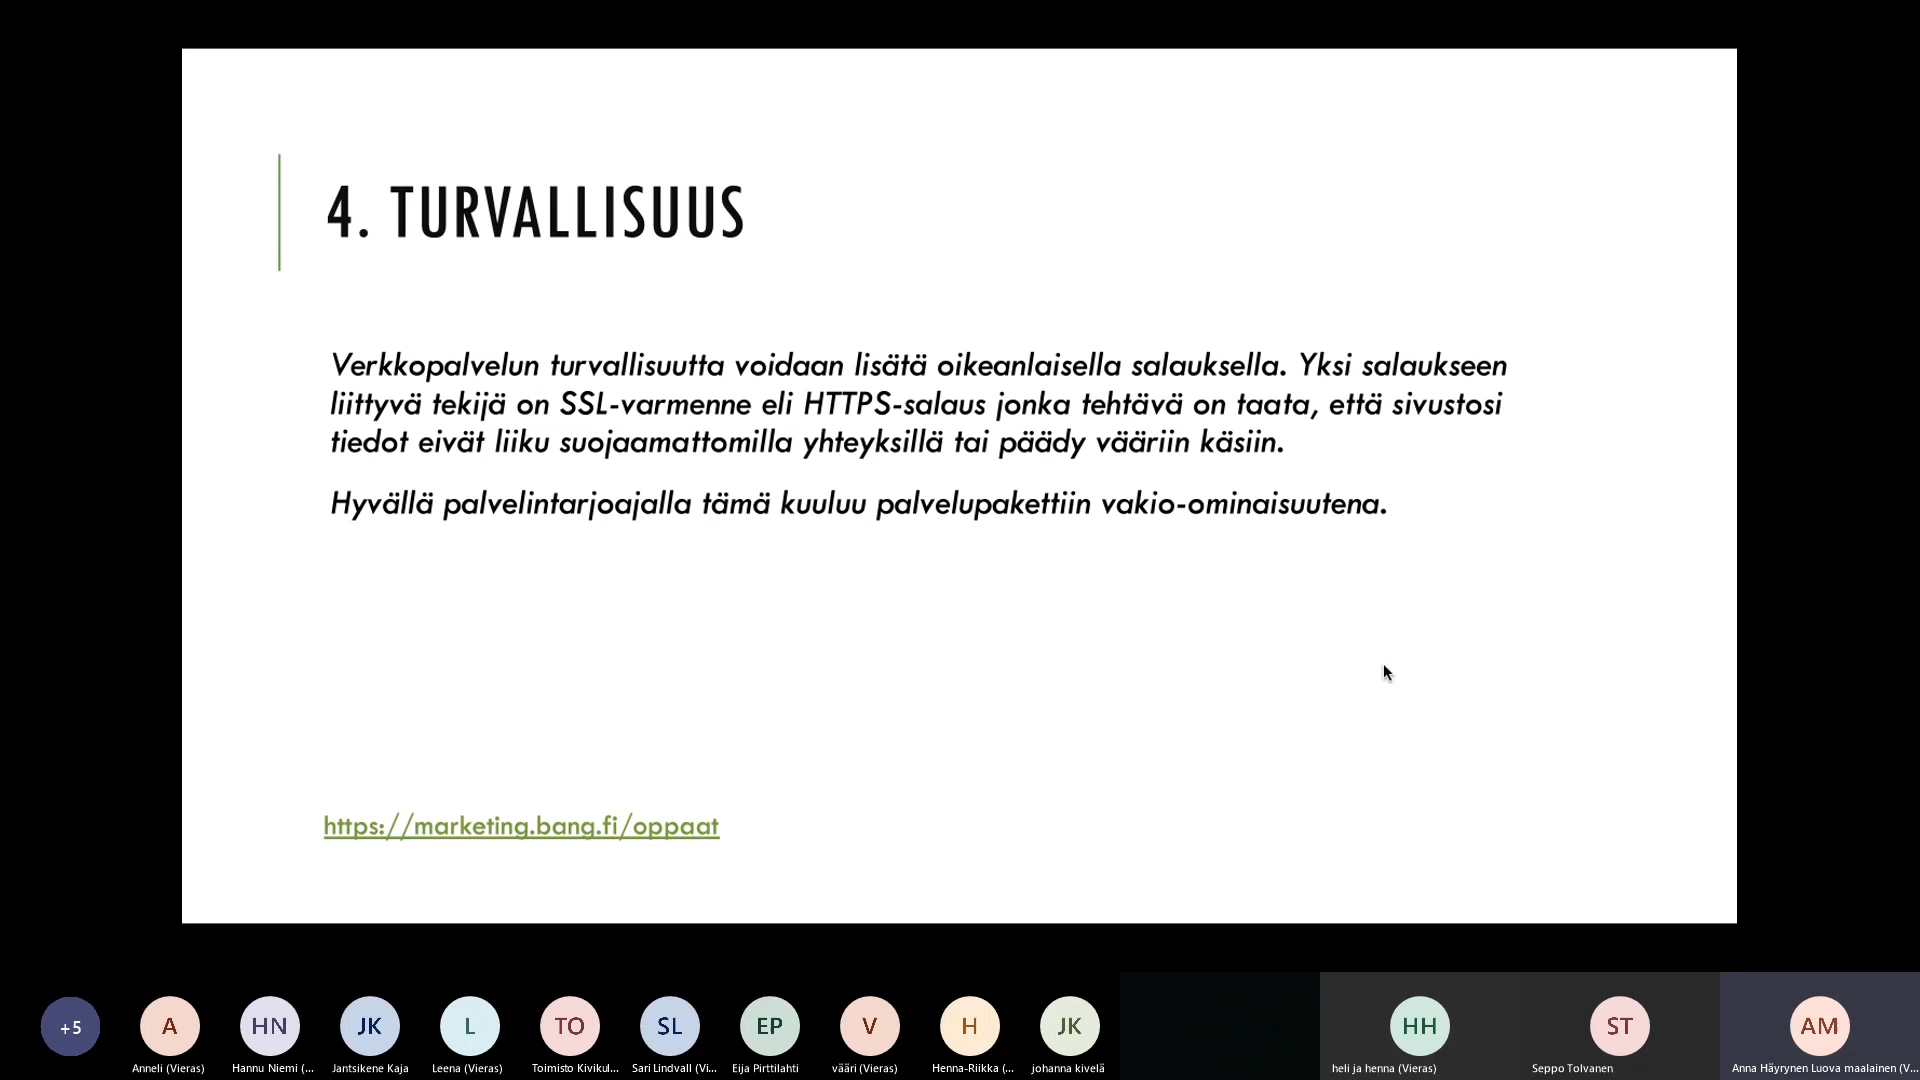 4. TURVALLISUUS
Verkkopalvelun turvallisuutta voidaan lisätä oikeanlaisella salauksella. Yksi salaukseen
liittyvä tekijä on SSL-varmenne eli HTTPS-salaus jonka tehtävä on taata, että sivustosi
tiedot eivät liiku suojaamattomilla yhteyksillä tai päädy vääriin käsiin.
Hyvällä palvelintarjoajalla tämä kuuluu palvelupakettiin vakio-ominaisuutena.
https://marketing.bang.fi/oppaat
+5 A HN JK L TO SL EP V H JK HH ST AM
Anneli (Vieras) Hannu Niemi (... Jantsikene Kaja Leena (Vieras) Toimisto Kivikul... Sari Lindvall (Vi... Eija Pirttilahti vääri (Vieras) Henna-Riikka (... johanna kivelä heli ja henna (Vieras) Seppo Tolvanen Anna Häyrynen Luova maalainen (V...